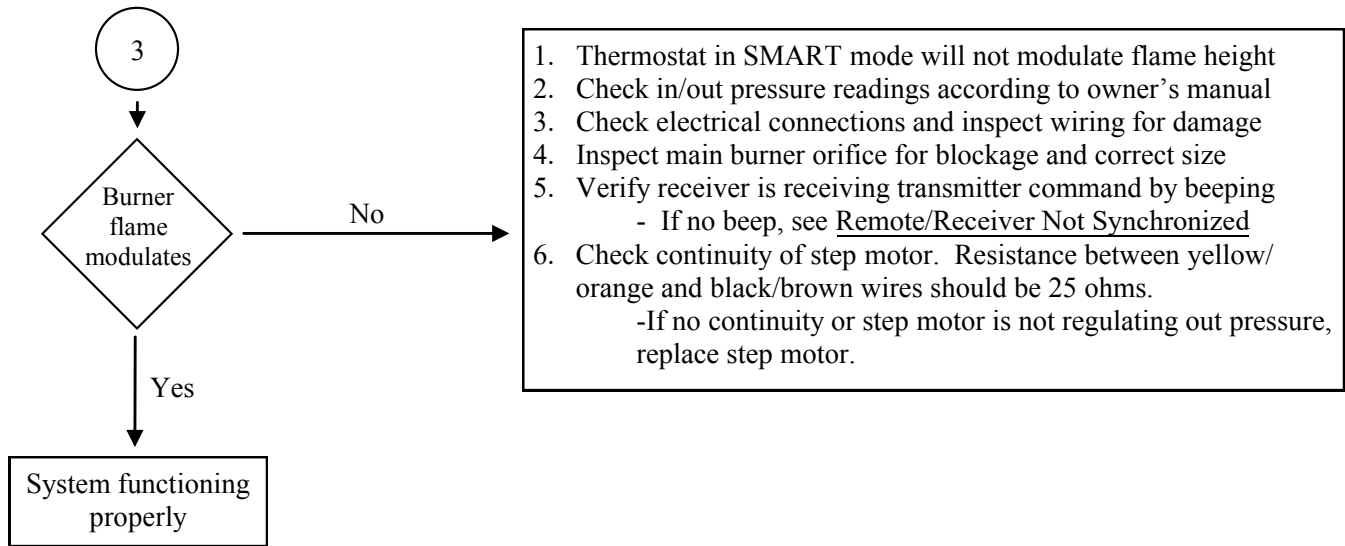 3
Burner
flame
modulates
No
1. Thermostat in SMART mode will not modulate flame height
2. Check in/out pressure readings according to owner’s manual
3. Check electrical connections and inspect wiring for damage
4. Inspect main burner orifice for blockage and correct size
5. Verify receiver is receiving transmitter command by beeping
- If no beep, see Remote/Receiver Not Synchronized
6. Check continuity of step motor.  Resistance between yellow/
orange and black/brown wires should be 25 ohms.
-If no continuity or step motor is not regulating out pressure,
replace step motor.
Yes
System functioning
properly